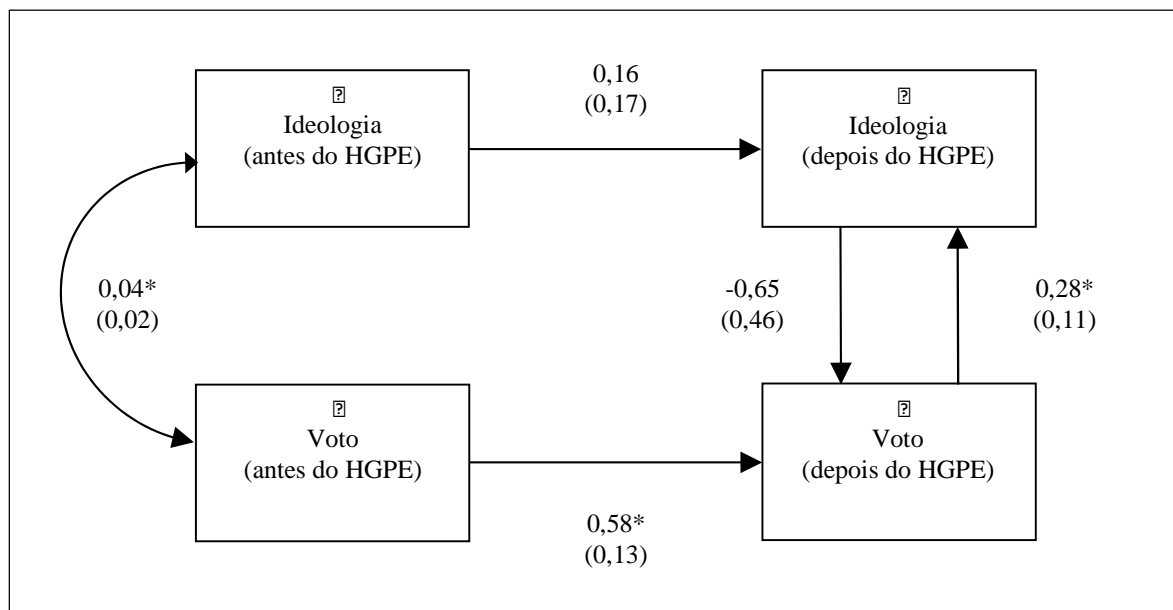 0,16
(0,17)
Ideologia
(antes do HGPE)
Ideologia
(depois do HGPE)
0,04*
(0,02)
-0,65
(0,46)
0,28*
(0,11)
Voto
(antes do HGPE)
Voto
(depois do HGPE)
0,58*
(0,13)